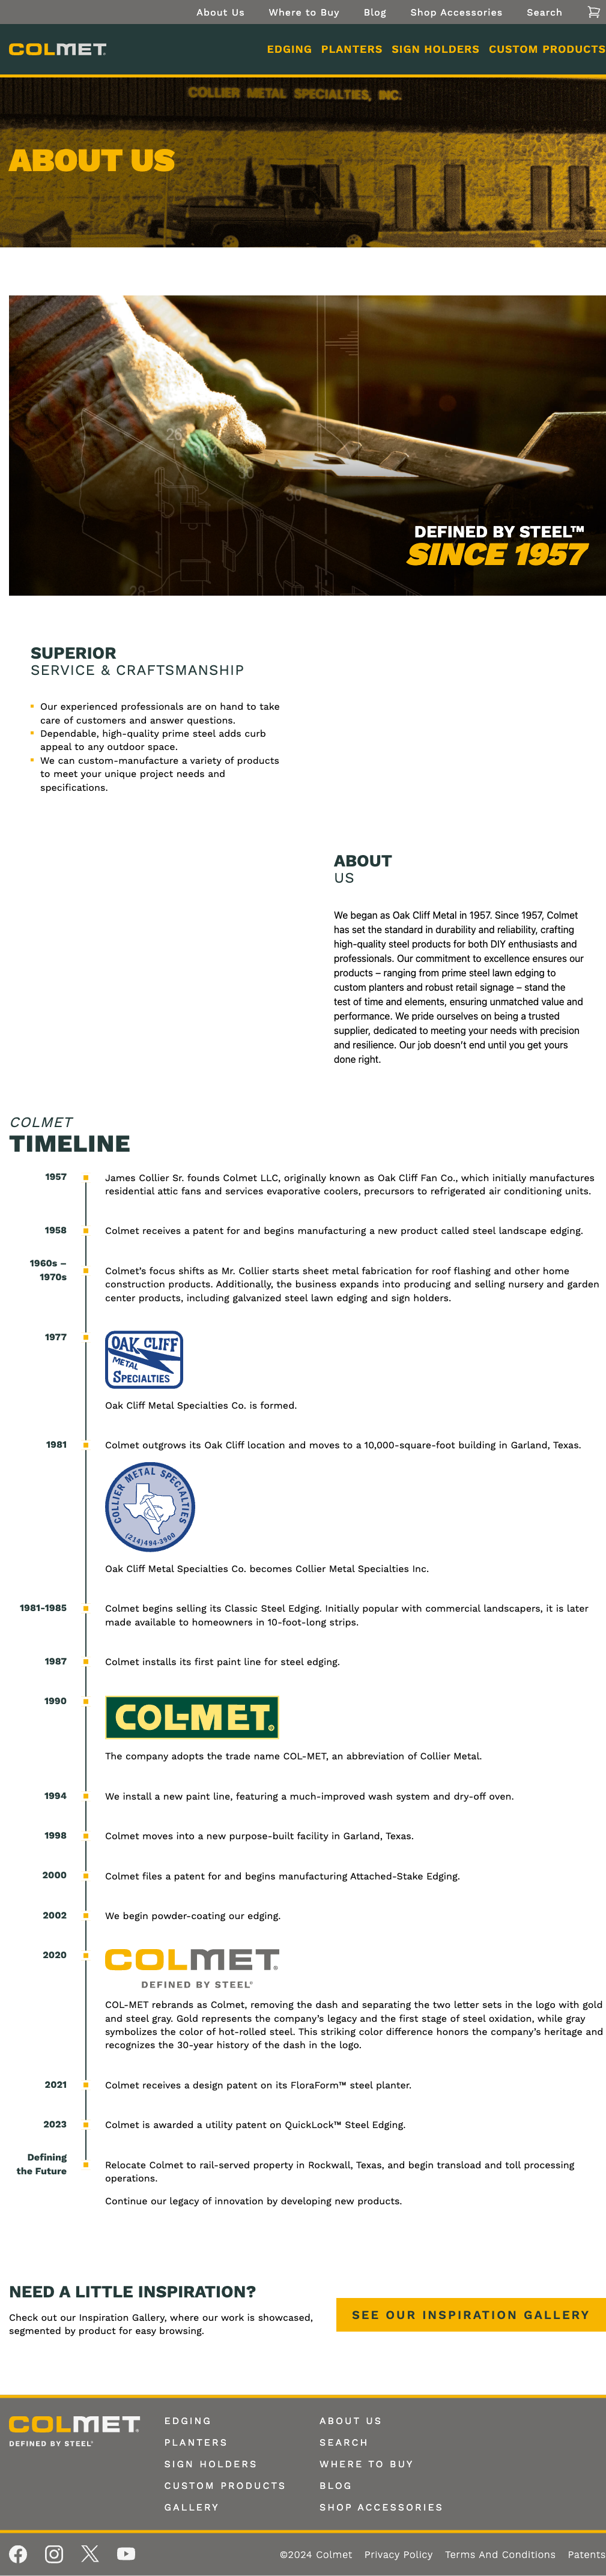 About Us Where to Buy Blog Shop Accessories Search
COLMET.
EDGING PLANTERS SIGN HOLDERS CUSTOM PRODUCTS
COLLIER METAL SPECIALTIES, INC.
ABOUT US
26
30
36
28
DEFINED BY STEEL™
SINCE 1957
SUPERIOR
SERVICE & CRAFTSMANSHIP
Our experienced professionals are on hand to take
care of customers and answer questions.
Dependable, high-quality prime steel adds curb
appeal to any outdoor space.
We can custom-manufacture a variety of products
to meet your unique project needs and
specifications.
ABOUT
US
We began as Oak Cliff Metal in 1957. Since 1957, Colmet
has set the standard in durability and reliability, crafting
high-quality steel products for both DIY enthusiasts and
professionals. Our commitment to excellence ensures our
products – ranging from prime steel lawn edging to
custom planters and robust retail signage – stand the
test of time and elements, ensuring unmatched value and
performance. We pride ourselves on being a trusted
supplier, dedicated to meeting your needs with precision
and resilience. Our job doesn't end until you get yours
done right.
COLMET
TIMELINE
1957
James Collier Sr. founds Colmet LLC, originally known as Oak Cliff Fan Co., which initially manufactures
residential attic fans and services evaporative coolers, precursors to refrigerated air conditioning units.
1958
Colmet receives a patent for and begins manufacturing a new product called steel landscape edging.
1960s –
1970s
Colmet's focus shifts as Mr. Collier starts sheet metal fabrication for roof flashing and other home
construction products. Additionally, the business expands into producing and selling nursery and garden
center products, including galvanized steel lawn edging and sign holders.
1977
OAK CLIFF
METAL
SPECIALTIES
Oak Cliff Metal Specialties Co. is formed.
1981
Colmet outgrows its Oak Cliff location and moves to a 10,000-square-foot building in Garland, Texas.
COLLIER METAL SPECIALTIES
(214)494-3900
Oak Cliff Metal Specialties Co. becomes Collier Metal Specialties Inc.
1981-1985
Colmet begins selling its Classic Steel Edging. Initially popular with commercial landscapers, it is later
made available to homeowners in 10-foot-long strips.
1987
Colmet installs its first paint line for steel edging.
1990
COL-MET®
The company adopts the trade name COL-MET, an abbreviation of Collier Metal.
1994
We install a new paint line, featuring a much-improved wash system and dry-off oven.
1998
Colmet moves into a new purpose-built facility in Garland, Texas.
2000
Colmet files a patent for and begins manufacturing Attached-Stake Edging.
2002
We begin powder-coating our edging.
2020
COLMET®
DEFINED BY STEEL®
COL-MET rebrands as Colmet, removing the dash and separating the two letter sets in the logo with gold
and steel gray. Gold represents the company's legacy and the first stage of steel oxidation, while gray
symbolizes the color of hot-rolled steel. This striking color difference honors the company's heritage and
recognizes the 30-year history of the dash in the logo.
2021
Colmet receives a design patent on its FloraForm™ steel planter.
2023
Colmet is awarded a utility patent on QuickLock™ Steel Edging.
Defining
the Future
Relocate Colmet to rail-served property in Rockwall, Texas, and begin transload and toll processing
operations.
Continue our legacy of innovation by developing new products.
NEED A LITTLE INSPIRATION?
Check out our Inspiration Gallery, where our work is showcased,
segmented by product for easy browsing.
SEE OUR INSPIRATION GALLERY
COLMET®
DEFINED BY STEEL®
EDGING
PLANTERS
SIGN HOLDERS
CUSTOM PRODUCTS
GALLERY
ABOUT US
SEARCH
WHERE TO BUY
BLOG
SHOP ACCESSORIES
©2024 Colmet Privacy Policy Terms And Conditions Patents